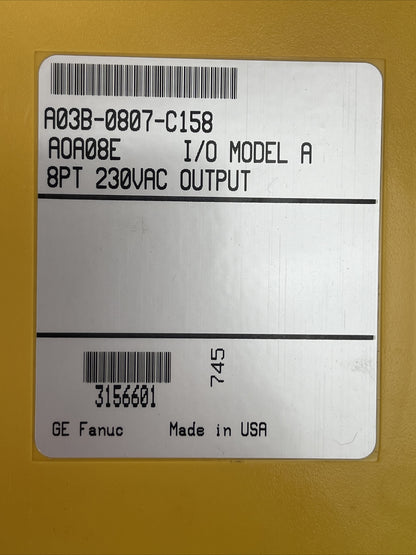 A03B-0807-C158
AOA08E I/O MODEL A
8PT 230VAC OUTPUT
745
3156601
GE Fanuc Made in USA